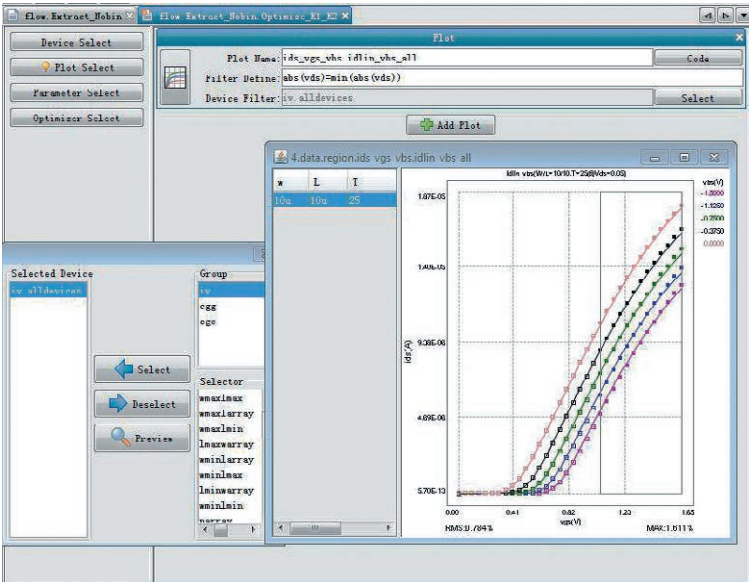 flow.Extract_Nobin
flow.Extract_Nobin.Optimize_K1_K2
Device Select
Plot Select
Parameter Select
Optimizer Select
Plot
Plot Name: ids_vgs_vbs idlin_vbs_all
Code
Filter Define: abs(vds)=min(abs(vds))
Device Filter: iv.alldevices
Select
Add Plot
4.data.region.ids vgs vbs.idlin vbs all
w L T
10u 10u 25
Idlin vbs(W/L=10/10.T=25@Vds=0.05)
vbs(V)
-1.5000
-1.1250
-0.7500
-0.3750
0.0000
1.87E-05
1.40E-05
9.38E-06
4.69E-06
5.70E-13
ids(A)
0.00 0.41 0.82 1.23 1.65
vgs(V)
RMS:0.784% MAX:1.611%
Selected Device
iv alldevices
Select
Deselect
Preview
Group
iv
cgg
cgc
Selector
wmaxlmax
wmaxlarray
wmaxlmin
lmaxwarray
wminlarray
wminlmax
lminwarray
wminlmin